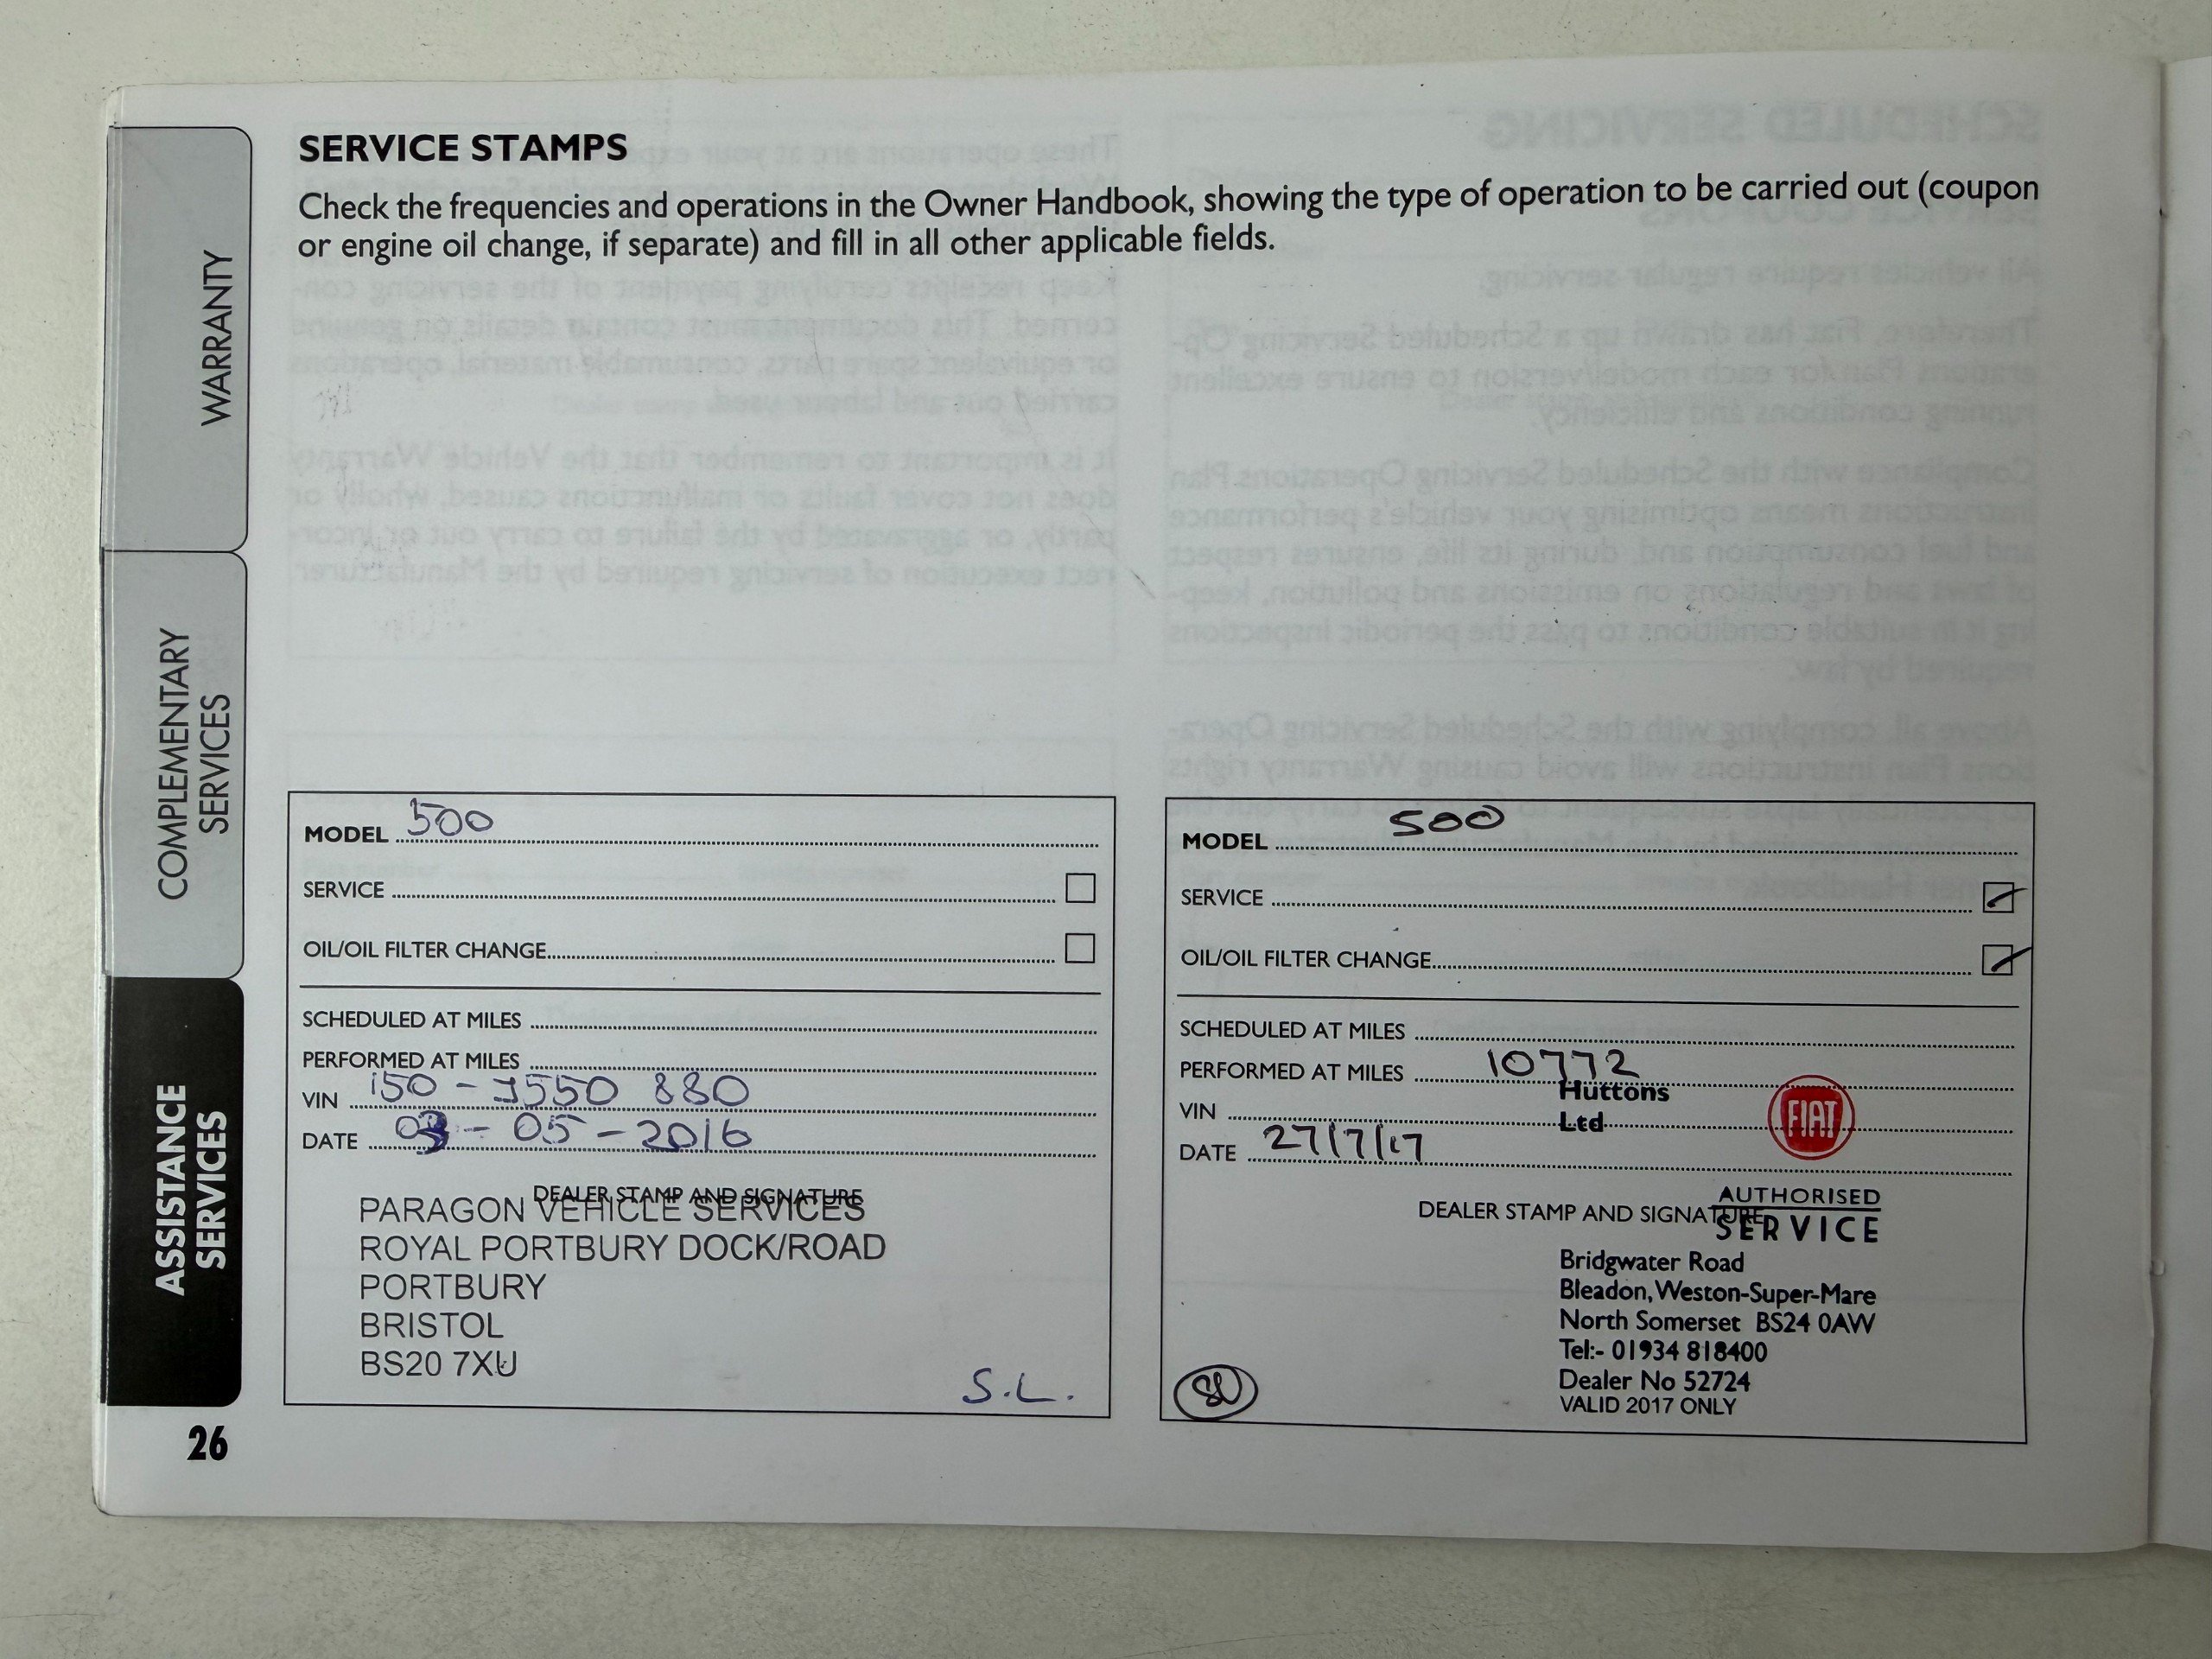 SERVICE STAMPS
Check the frequencies and operations in the Owner Handbook, showing the type of operation to be carried out (coupon
or engine oil change, if separate) and fill in all other applicable fields.
WARRANTY
COMPLEMENTARY
SERVICES
ASSISTANCE
SERVICES
26
MODEL 500
SERVICE
OIL/OIL FILTER CHANGE
SCHEDULED AT MILES
PERFORMED AT MILES
VIN 150 - J550 880
DATE 03 - 05 - 2016
DEALER STAMP AND SIGNATURE
PARAGON VEHICLE SERVICES
ROYAL PORTBURY DOCK/ROAD
PORTBURY
BRISTOL
BS20 7XU
S.L.
MODEL 500
SERVICE
OIL/OIL FILTER CHANGE
SCHEDULED AT MILES
PERFORMED AT MILES 10772
Huttons
VIN
Ltd
FIAT
DATE 27/7/17
DEALER STAMP AND SIGNATURE
AUTHORISED
SERVICE
Bridgwater Road
Bleadon, Weston-Super-Mare
North Somerset BS24 0AW
Tel:- 01934 818400
Dealer No 52724
VALID 2017 ONLY